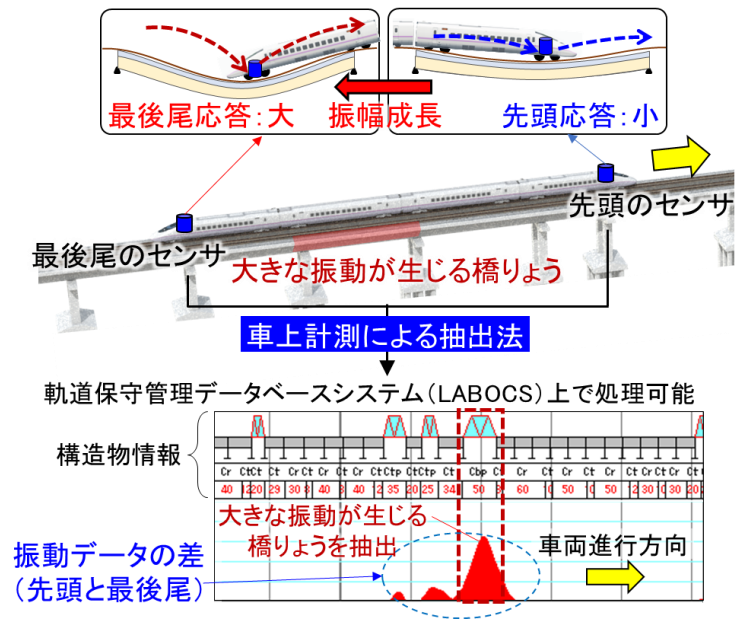 最後尾応答:大
振幅成長
先頭応答:小
先頭のセンサ
最後尾のセンサ
大きな振動が生じる橋りょう
車上計測による抽出法
軌道保守管理データベースシステム(LABOCS)上で処理可能
構造物情報
Cr Ct Ct Cr Ct Cr Ct Cr Ct Ctp Ct Ctp Ct Cbp Cr Ct Cr Ct Cr Ct Cr Ct
40 12 20 29 30 8 40 40 35 20 25 34 50 60 50 50 12 30 30 20
大きな振動が生じる
橋りょうを抽出
車両進行方向
振動データの差
(先頭と最後尾)